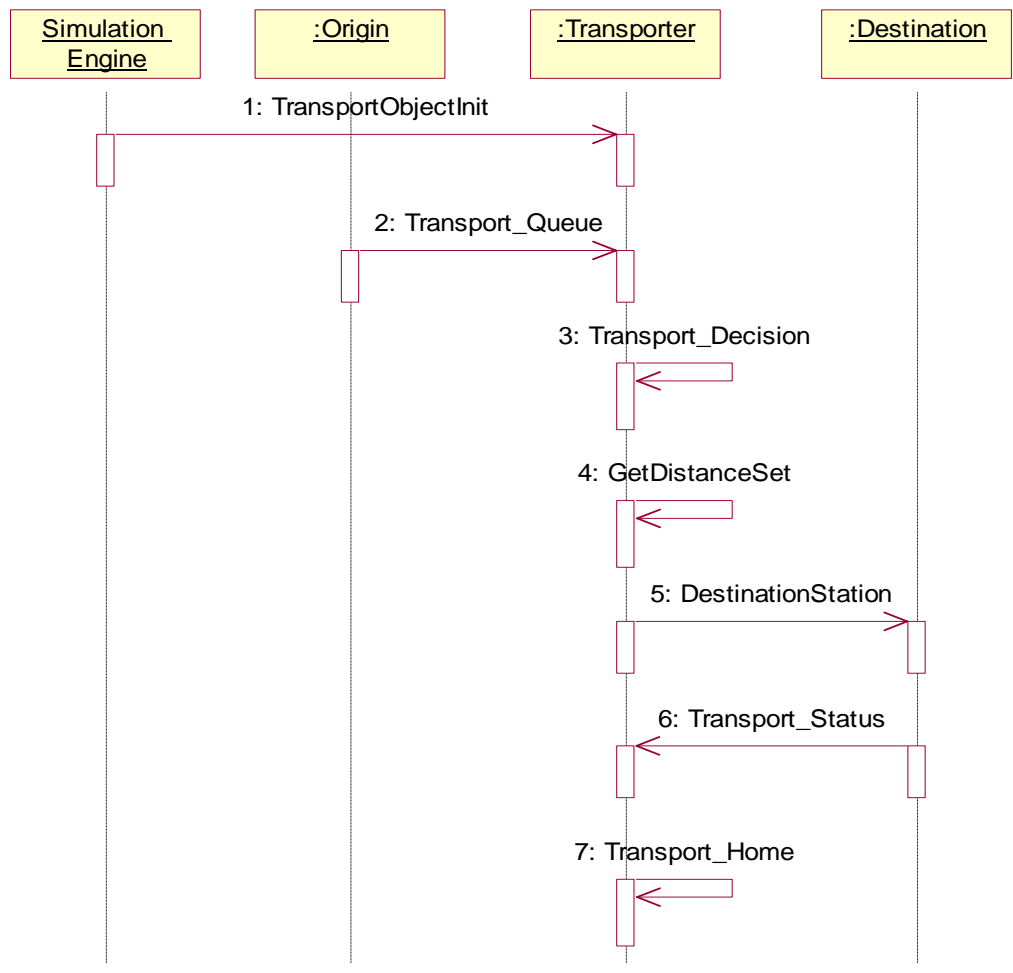 Simulation
Engine
:Origin
:Transporter
:Destination
1: TransportObjectInit
2: Transport_Queue
3: Transport_Decision
4: GetDistanceSet
5: DestinationStation
6: Transport_Status
7: Transport_Home